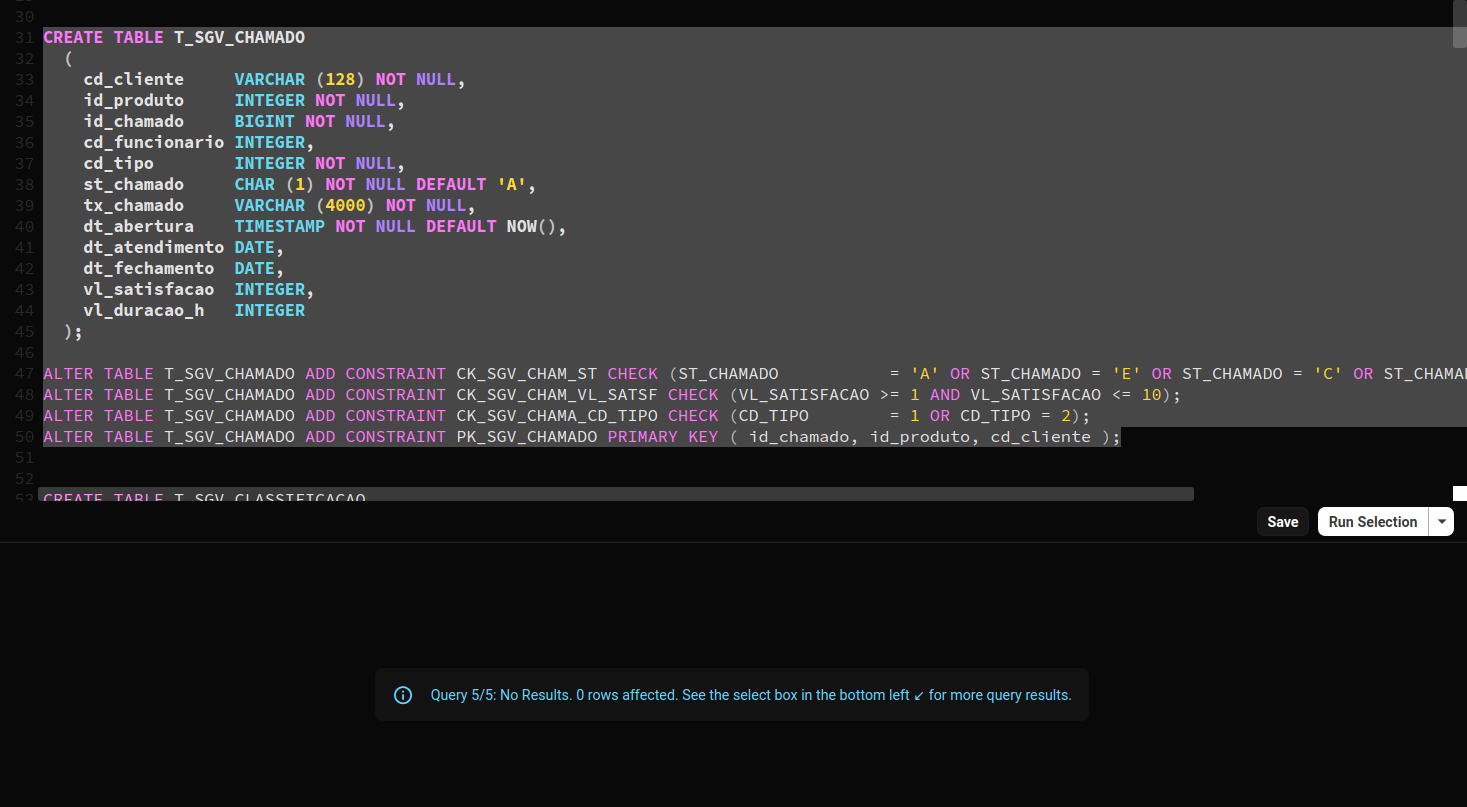 30
31 CREATE TABLE T_SGV_CHAMADO
32 (
33 cd_cliente VARCHAR (128) NOT NULL,
34 id_produto INTEGER NOT NULL,
35 id_chamado BIGINT NOT NULL,
36 cd_funcionario INTEGER,
37 cd_tipo INTEGER NOT NULL,
38 st_chamado CHAR (1) NOT NULL DEFAULT 'A',
39 tx_chamado VARCHAR (4000) NOT NULL,
40 dt_abertura TIMESTAMP NOT NULL DEFAULT NOW(),
41 dt_atendimento DATE,
42 dt_fechamento DATE,
43 vl_satisfacao INTEGER,
44 vl_duracao_h INTEGER
45 );
46
47 ALTER TABLE T_SGV_CHAMADO ADD CONSTRAINT CK_SGV_CHAM_ST CHECK (ST_CHAMADO = 'A' OR ST_CHAMADO = 'E' OR ST_CHAMADO = 'C' OR ST_CHAMA
48 ALTER TABLE T_SGV_CHAMADO ADD CONSTRAINT CK_SGV_CHAM_VL_SATSF CHECK (VL_SATISFACAO >= 1 AND VL_SATISFACAO <= 10);
49 ALTER TABLE T_SGV_CHAMADO ADD CONSTRAINT CK_SGV_CHAMA_CD_TIPO CHECK (CD_TIPO = 1 OR CD_TIPO = 2);
50 ALTER TABLE T_SGV_CHAMADO ADD CONSTRAINT PK_SGV_CHAMADO PRIMARY KEY ( id_chamado, id_produto, cd_cliente );
51
52
53 CREATE TABLE T_SGV_CLASSIFICACAO
Save Run Selection
Query 5/5: No Results. 0 rows affected. See the select box in the bottom left ↙ for more query results.